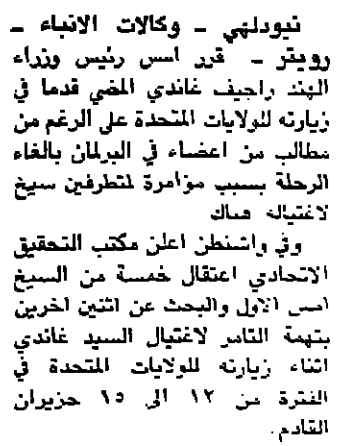 نيودلهي - وكالات الانباء -
رويتر - قرر امس رئيس وزراء
الهند راجيف غاندي المضي قدما في
زيارته للولايات المتحدة على الرغم من
مطالب من اعضاء في البرلمان بالغاء
الرحلة بسبب مؤامرة لمتطرفين سيخ
لاغتياله هناك
وفي واشنطن اعلن مكتب التحقيق
الاتحادي اعتقال خمسة من السيخ
امس الاول والبحث عن اثنين اخرين
بتهمة التامر لاغتيال السيد غاندي
اثناء زيارته للولايات المتحدة في
الفترة من ١٢ الى ١٥ حزيران
القادم.